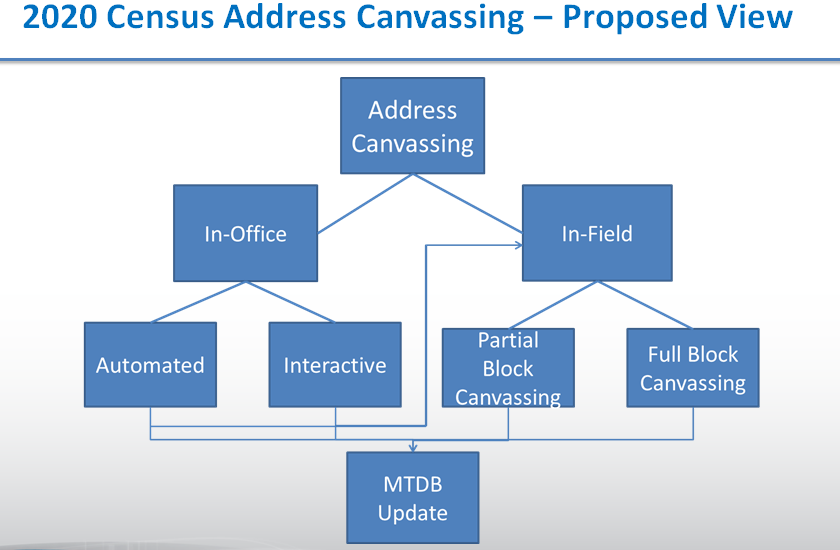 2020 Census Address Canvassing – Proposed View
Address
Canvassing
In-Office
In-Field
Automated
Interactive
Partial
Block
Canvassing
Full Block
Canvassing
MTDB
Update